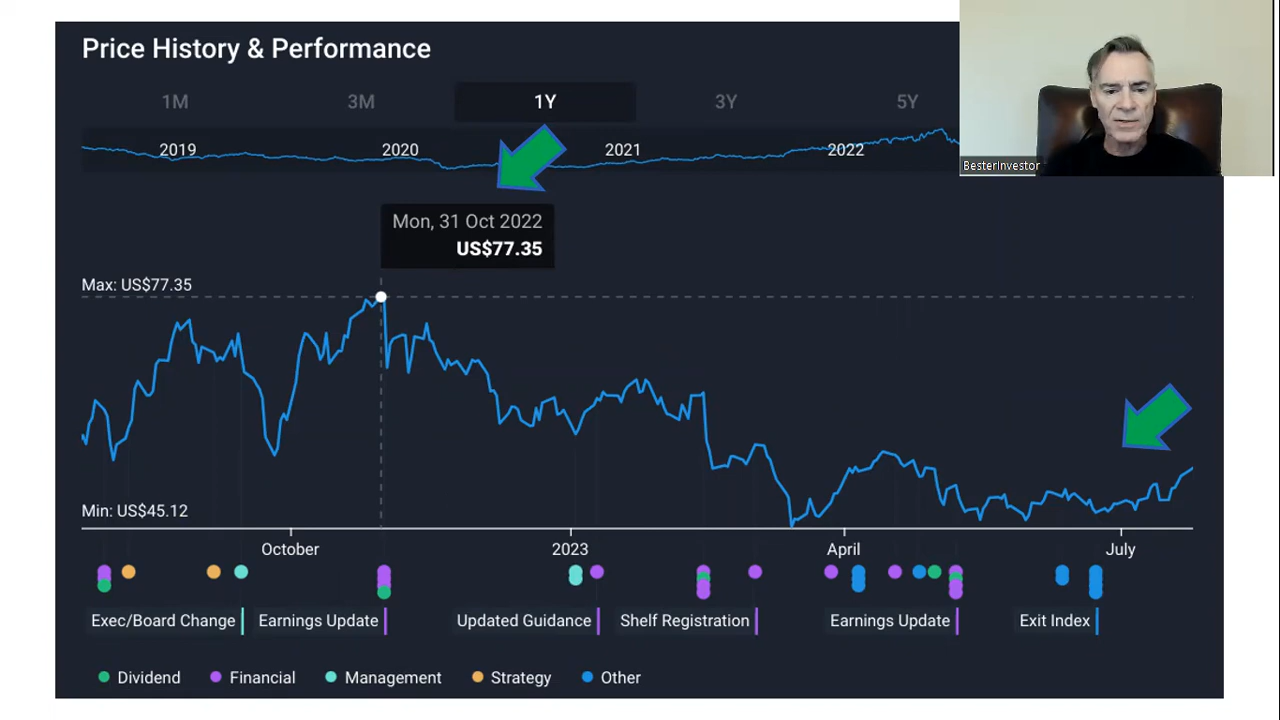 Price History & Performance
1M 3M 1Y 3Y 5Y
2019 2020 2021 2022
BesterInvestor
Mon, 31 Oct 2022
US$77.35
Max: US$77.35
Min: US$45.12
October 2023 April July
Exec/Board Change Earnings Update Updated Guidance Shelf Registration Earnings Update Exit Index
Dividend Financial Management Strategy Other